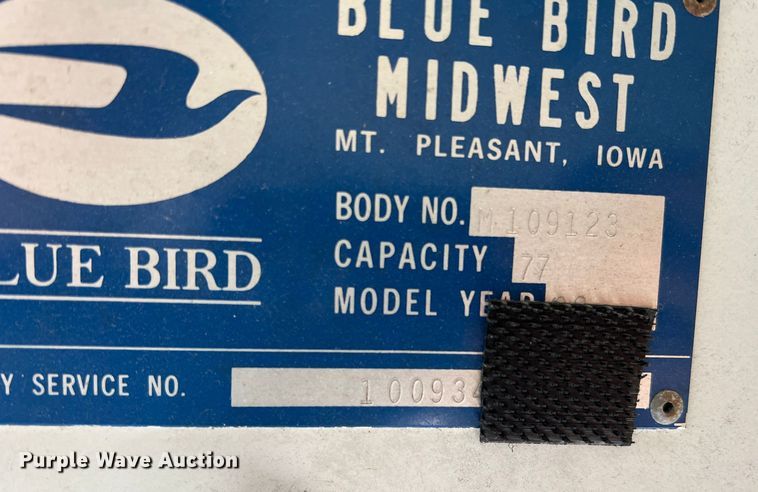 BLUE BIRD
MIDWEST
MT. PLEASANT, IOWA
BODY NO. M109123
CAPACITY 77
MODEL YEAR
LUE BIRD
Y SERVICE NO. 10093
Purple Wave Auction